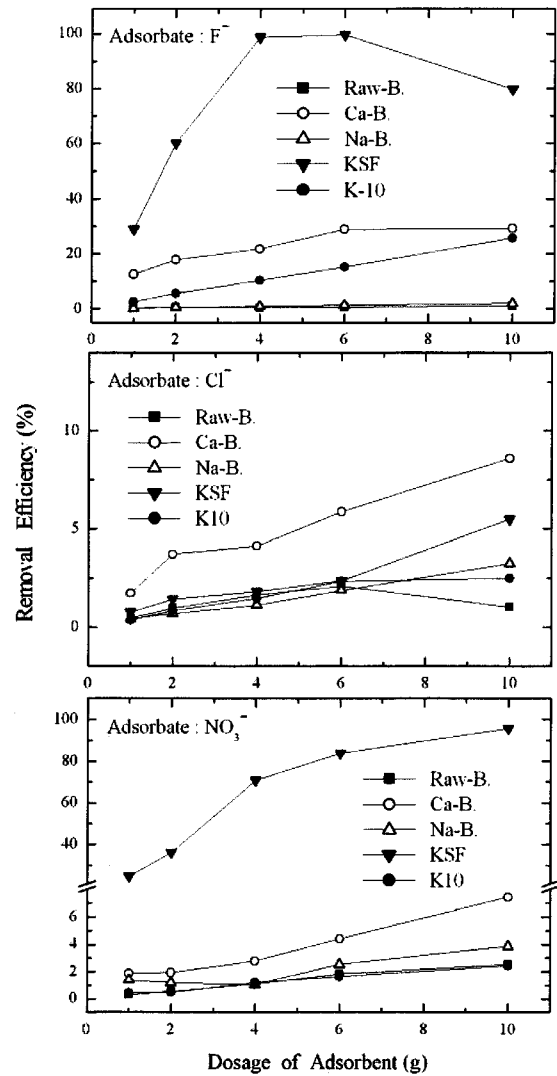 Removal Efficiency (%)
Adsorbate : F⁻
100
80
60
40
20
0
Raw-B.
Ca-B.
Na-B.
KSF
K-10
0 2 4 6 8 10
Adsorbate : Cl⁻
10
5
0
Raw-B.
Ca-B.
Na-B.
KSF
K10
0 2 4 6 8 10
Adsorbate : NO₃⁻
100
80
60
40
6
4
2
0
Raw-B.
Ca-B.
Na-B.
KSF
K10
0 2 4 6 8 10
Dosage of Adsorbent (g)